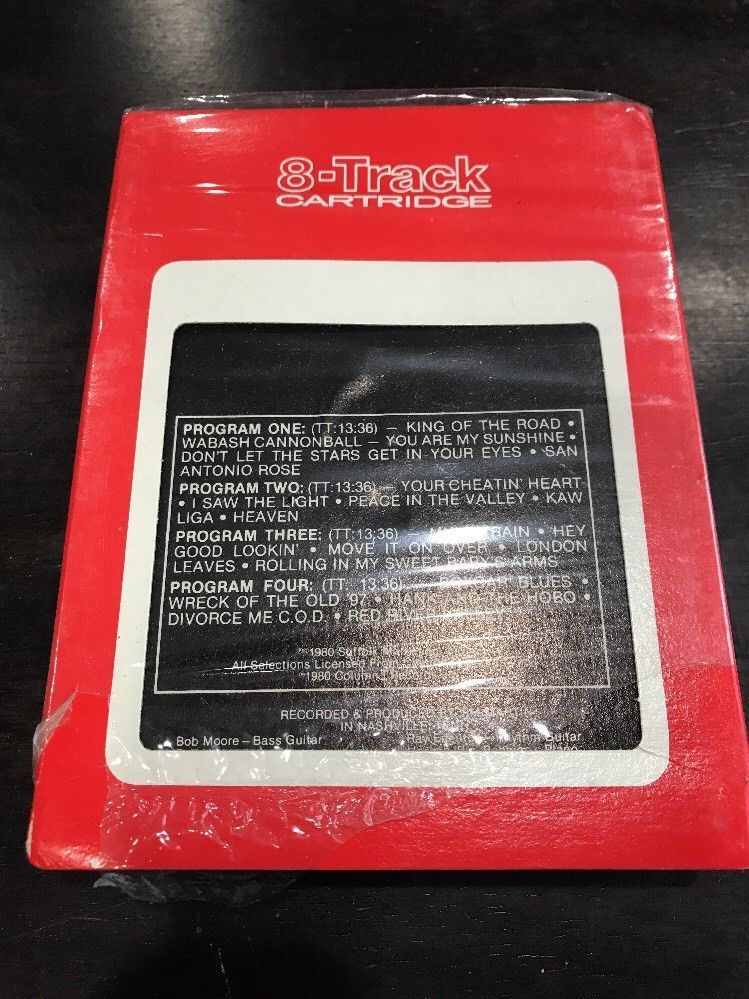 8-Track
CARTRIDGE
PROGRAM ONE: (TT:13:36) – KING OF THE ROAD •
WABASH CANNONBALL – YOU ARE MY SUNSHINE •
DON'T LET THE STARS GET IN YOUR EYES • SAN
ANTONIO ROSE
PROGRAM TWO: (TT:13:36) – YOUR CHEATIN' HEART
• I SAW THE LIGHT • PEACE IN THE VALLEY • KAW
LIGA • HEAVEN
PROGRAM THREE: (TT:13:36) • HEY
GOOD LOOKIN' • MOVE IT ON OVER • LONDON
LEAVES • ROLLING IN MY SWEET BABY'S ARMS
PROGRAM FOUR: (TT: 13:36) BLUES •
WRECK OF THE OLD '97 • THE HOBO •
DIVORCE ME C.O.D. • RED
1980 Suffolk
All Selections Licensed From
1980 Column
RECORDED & PRODUCED
IN NASHVILLE
Bob Moore – Bass Guitar Guitar